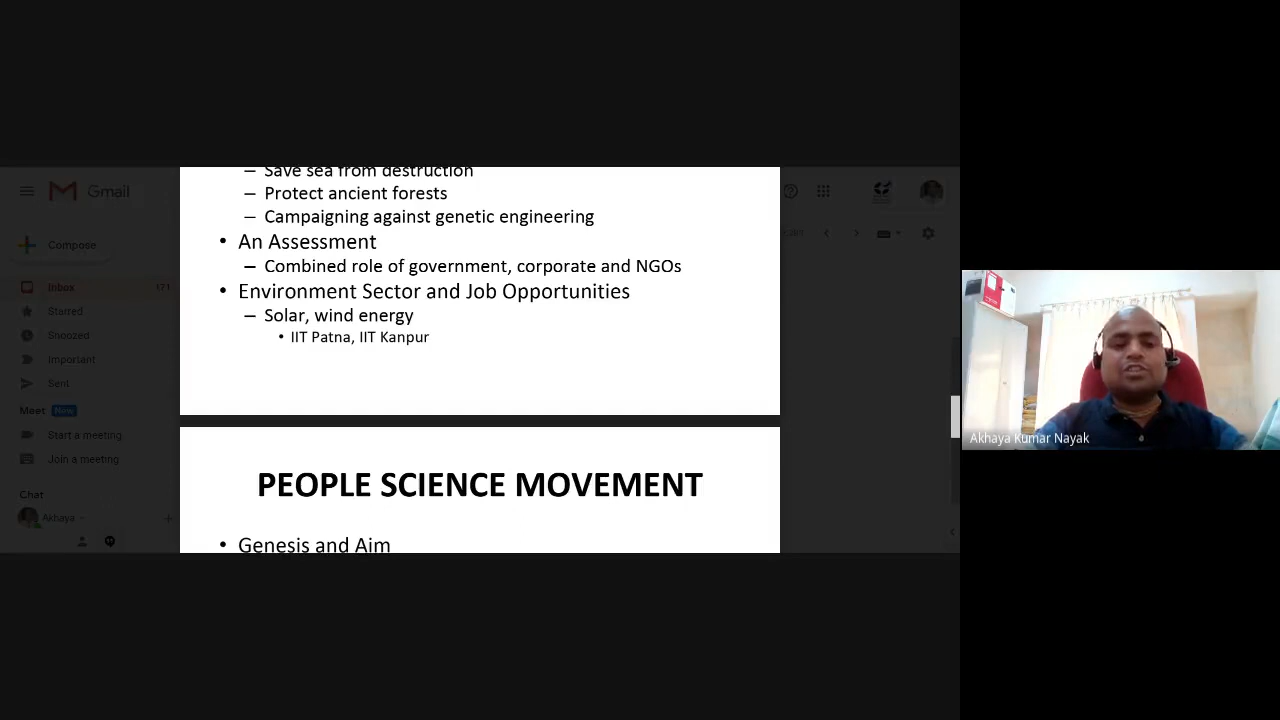 – Save sea from destruction
– Protect ancient forests
– Campaigning against genetic engineering
• An Assessment
– Combined role of government, corporate and NGOs
• Environment Sector and Job Opportunities
– Solar, wind energy
• IIT Patna, IIT Kanpur
PEOPLE SCIENCE MOVEMENT
• Genesis and Aim
Gmail
Compose
Inbox
Starred
Snoozed
Important
Sent
Meet New
Start a meeting
Join a meeting
Chat
Akhaya
Akhaya Kumar Nayak